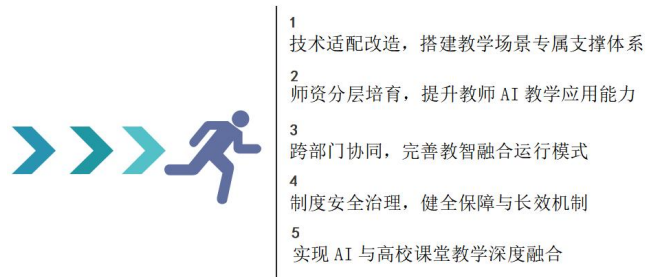 1
技术适配改造，搭建教学场景专属支撑体系
2
师资分层培育，提升教师 AI 教学应用能力
3
跨部门协同，完善教智融合运行模式
4
制度安全治理，健全保障与长效机制
5
实现 AI 与高校课堂教学深度融合